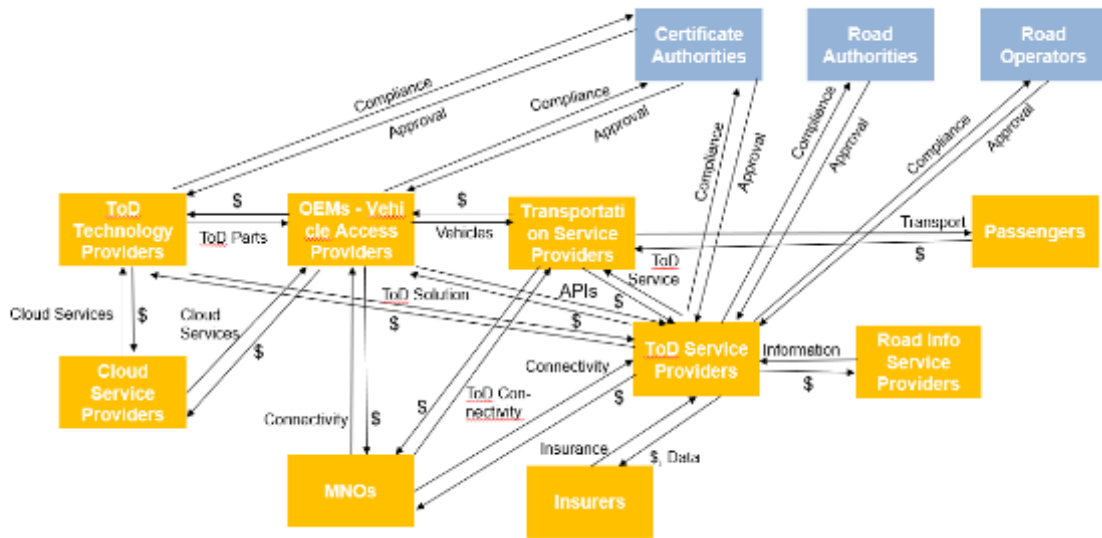 Certificate
Authorities
Road
Authorities
Road
Operators
Compliance
Approval
Compliance
Approval
Compliance
Approval
Compliance
Approval
Compliance
Approval
ToD
Technology
Providers
$
ToD Parts
OEMs - Vehi
cle Access
Providers
$
Vehicles
Transportati
on Service
Providers
Transport
$
Passengers
ToD
Service
$
APIs
$
ToD Solution
$
Cloud Services
$
Cloud
Services
$
Cloud
Service
Providers
ToD Service
Providers
Information
$
Road Info
Service
Providers
Connectivity
$
Connectivity
$
$
ToD Con-
nectivity
Insurance
$, Data
MNOs
Insurers